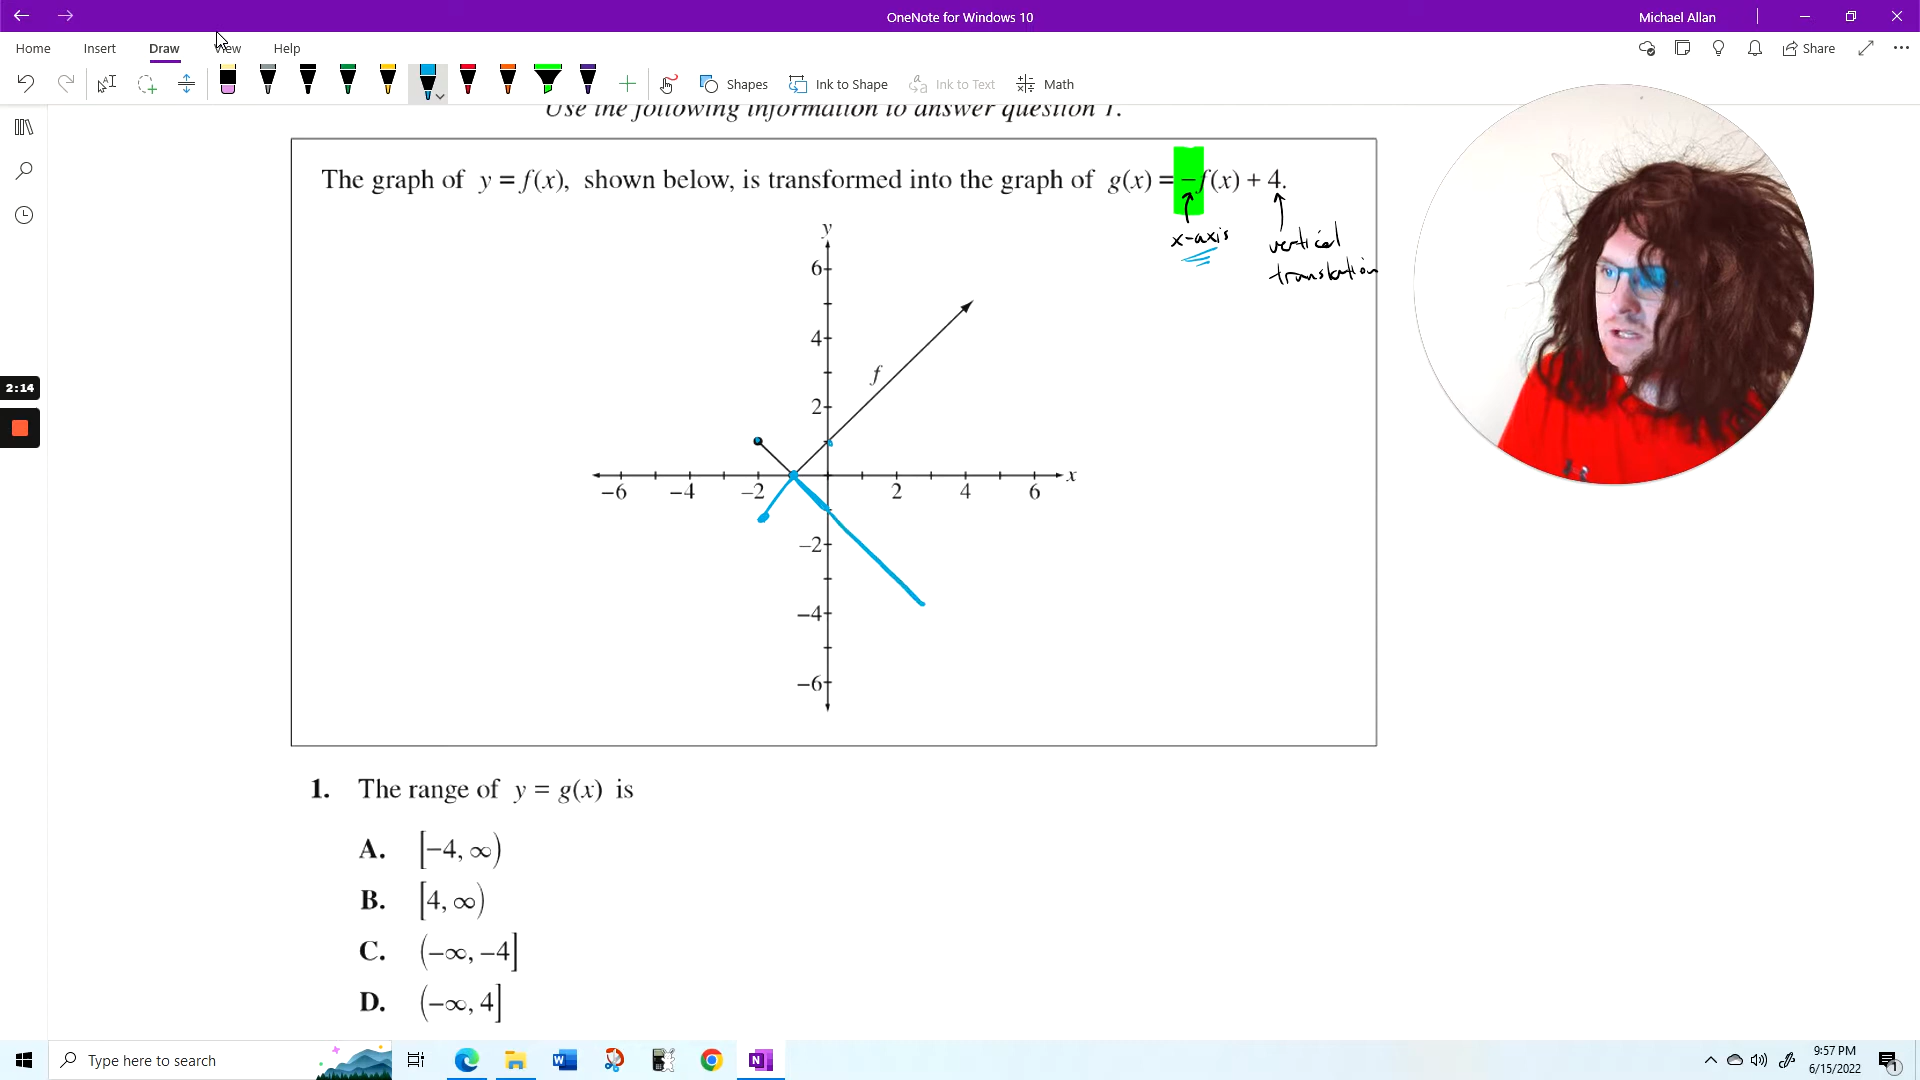 OneNote for Windows 10
Michael Allan
Home Insert Draw View Help
Share
Shapes Ink to Shape Ink to Text Math
Use the following information to answer question 1.
The graph of y = f(x), shown below, is transformed into the graph of g(x) = −f(x) + 4.
x-axis
vertical
translation
y
6
4
f
2
2:14
x
−6 −4 −2 2 4 6
−2
−4
−6
1. The range of y = g(x) is
A. [−4, ∞)
B. [4, ∞)
C. (−∞, −4]
D. (−∞, 4]
Type here to search
9:57 PM
6/15/2022
1